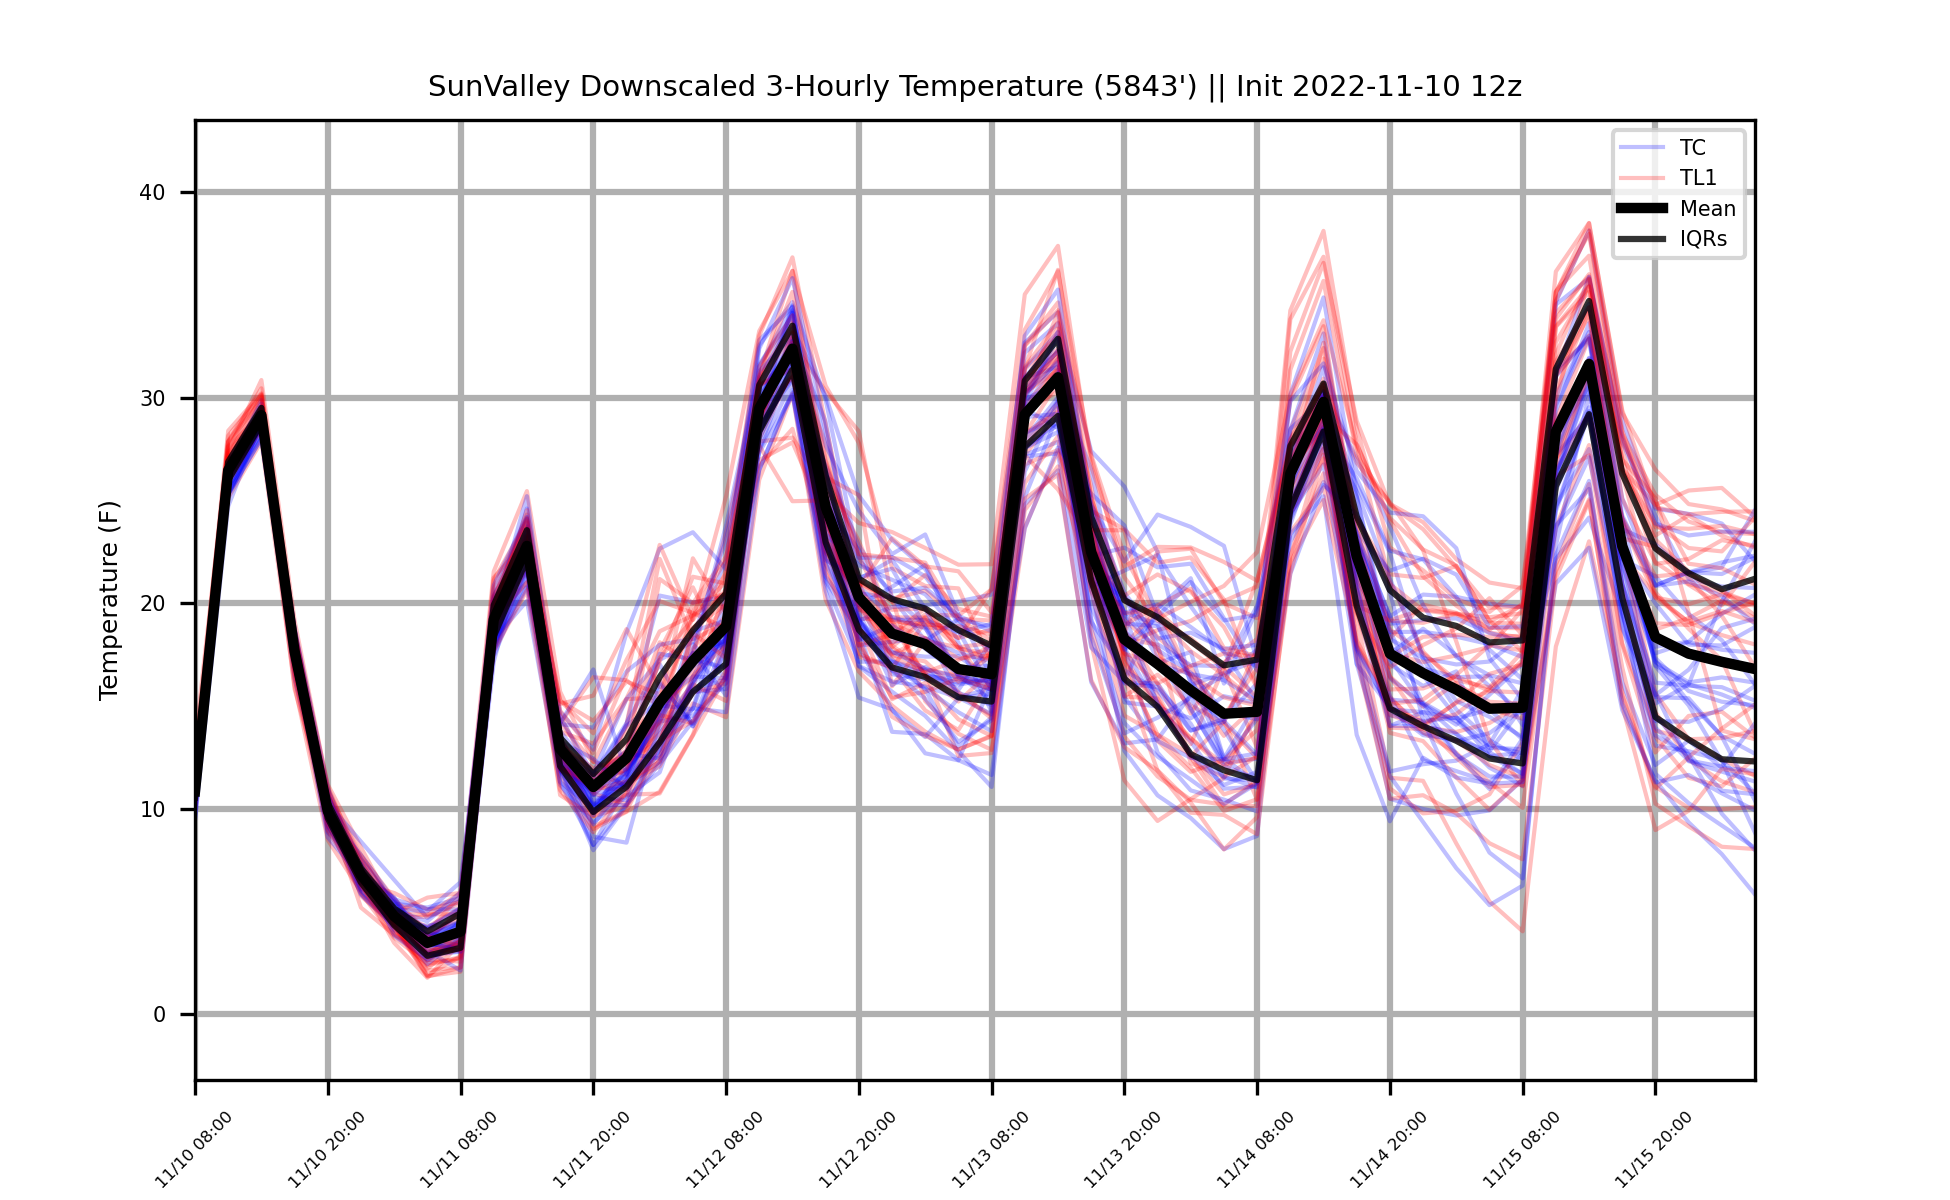 SunValley Downscaled 3-Hourly Temperature (5843') || Init 2022-11-10 12z
TC
TL1
Mean
IQRs
Temperature (F)
40
30
20
10
0
11/10 08:00
11/10 20:00
11/11 08:00
11/11 20:00
11/12 08:00
11/12 20:00
11/13 08:00
11/13 20:00
11/14 08:00
11/14 20:00
11/15 08:00
11/15 20:00